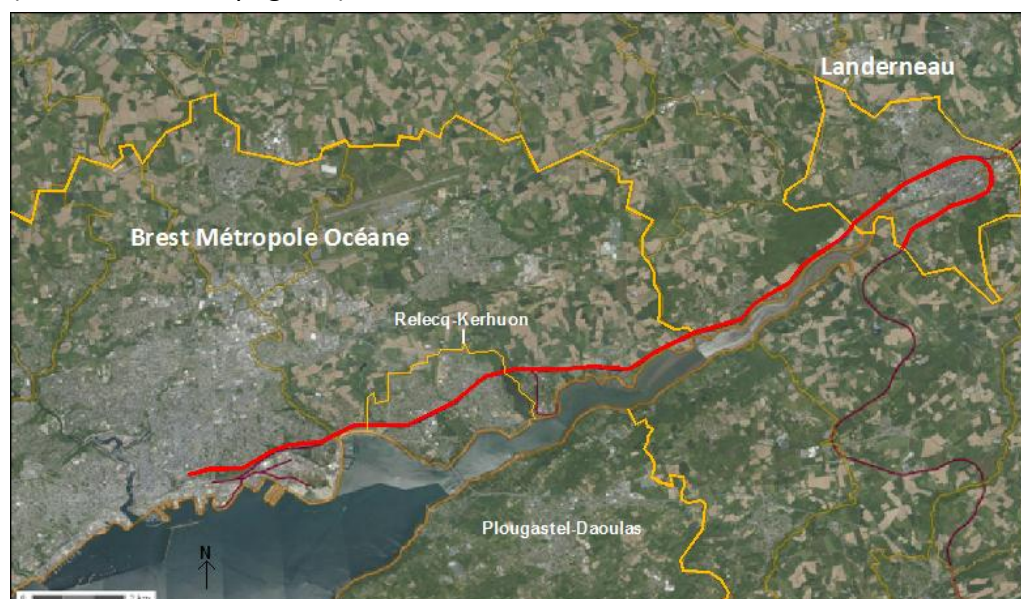 Landerneau
Brest Métropole Océane
Relecq-Kerhuon
Plougastel-Daoulas
N